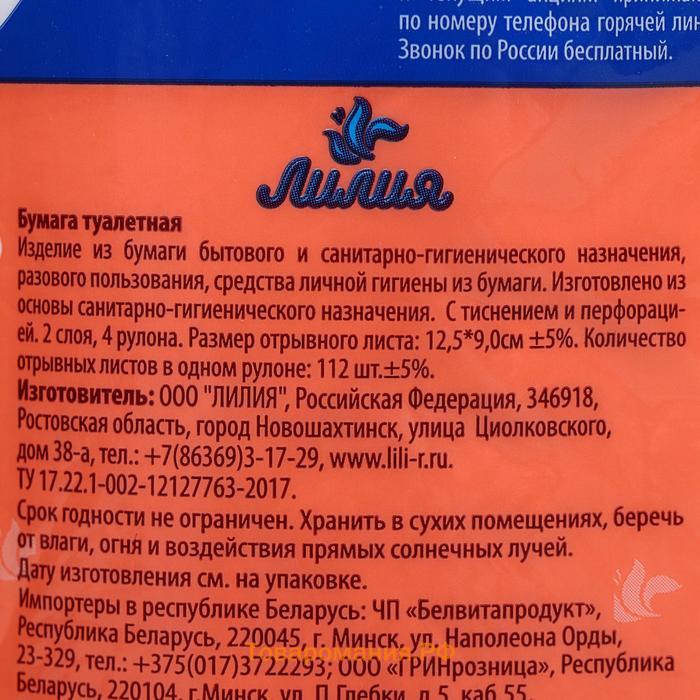 по номеру телефона горячей лин
Звонок по России бесплатный.
Лилия
Бумага туалетная
Изделие из бумаги бытового и санитарно-гигиенического назначения,
разового пользования, средства личной гигиены из бумаги. Изготовлено из
основы санитарно-гигиенического назначения. С тиснением и перфораци-
ей. 2 слоя, 4 рулона. Размер отрывного листа: 12,5*9,0см ±5%. Количество
отрывных листов в одном рулоне: 112 шт.±5%.
Изготовитель: ООО "ЛИЛИЯ", Российская Федерация, 346918,
Ростовская область, город Новошахтинск, улица Циолковского,
дом 38-а, тел.: +7(86369)3-17-29, www.lili-r.ru.
ТУ 17.22.1-002-12127763-2017.
Срок годности не ограничен. Хранить в сухих помещениях, беречь
от влаги, огня и воздействия прямых солнечных лучей.
Дату изготовления см. на упаковке.
Импортеры в республике Беларусь: ЧП «Белвитапродукт»,
Республика Беларусь, 220045, г. Минск, ул. Наполеона Орды,
23-329, тел.: +375(017)3722293; ООО «ГРИНрозница», Республика
Беларусь, 220104, г.Минск, ул. П.Глебки, д.5, каб 55.
Товаромания.РФ